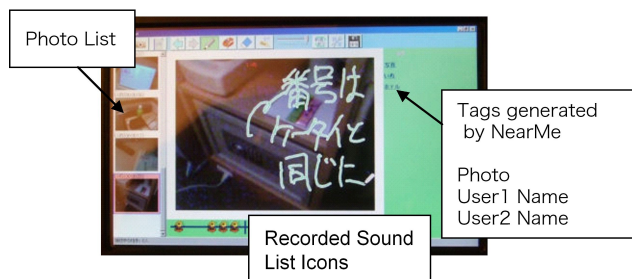 Photo List
番号は
ケータイと
同じに!
Tags generated
by NearMe
Photo
User1 Name
User2 Name
Recorded Sound
List Icons